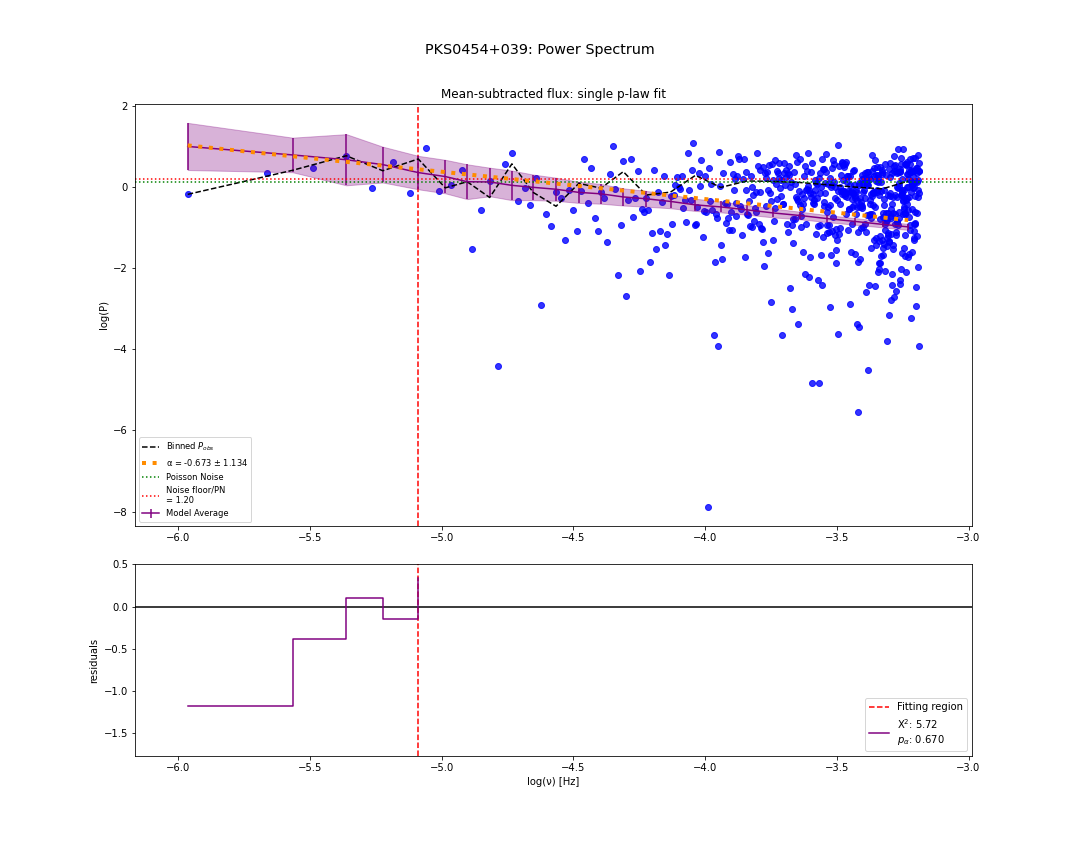 PKS0454+039: Power Spectrum
Mean-subtracted flux: single p-law fit
log(P)
2
0
−2
−4
−6
−8
Binned P_obs
α = -0.673 ± 1.134
Poisson Noise
Noise floor/PN
= 1.20
Model Average
−6.0 −5.5 −5.0 −4.5 −4.0 −3.5 −3.0
residuals
0.5
0.0
−0.5
−1.0
−1.5
Fitting region
X²: 5.72
p_α: 0.670
−6.0 −5.5 −5.0 −4.5 −4.0 −3.5 −3.0
log(ν) [Hz]